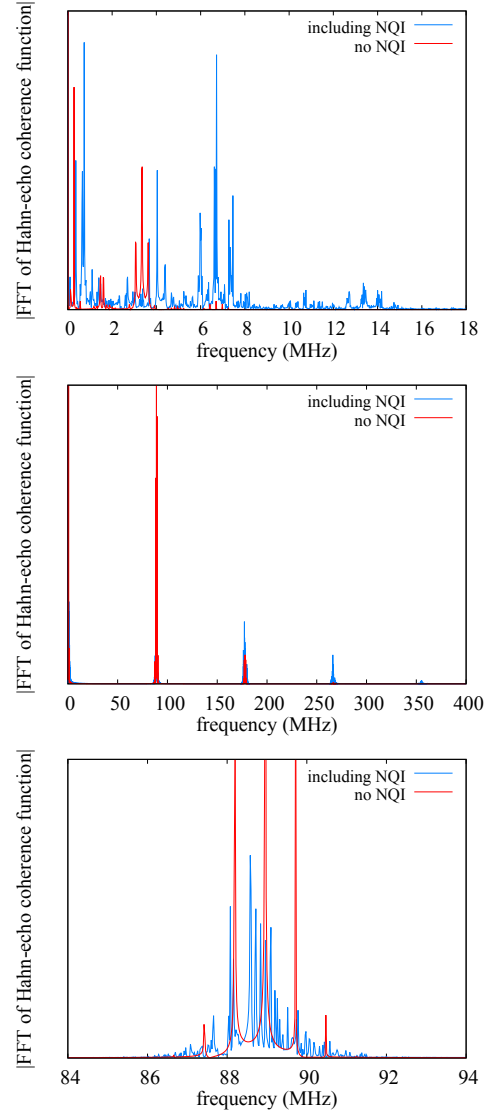 |FFT of Hahn-echo coherence function|
including NQI
no NQI
0 2 4 6 8 10 12 14 16 18
frequency (MHz)
|FFT of Hahn-echo coherence function|
including NQI
no NQI
0 50 100 150 200 250 300 350 400
frequency (MHz)
|FFT of Hahn-echo coherence function|
including NQI
no NQI
84 86 88 90 92 94
frequency (MHz)